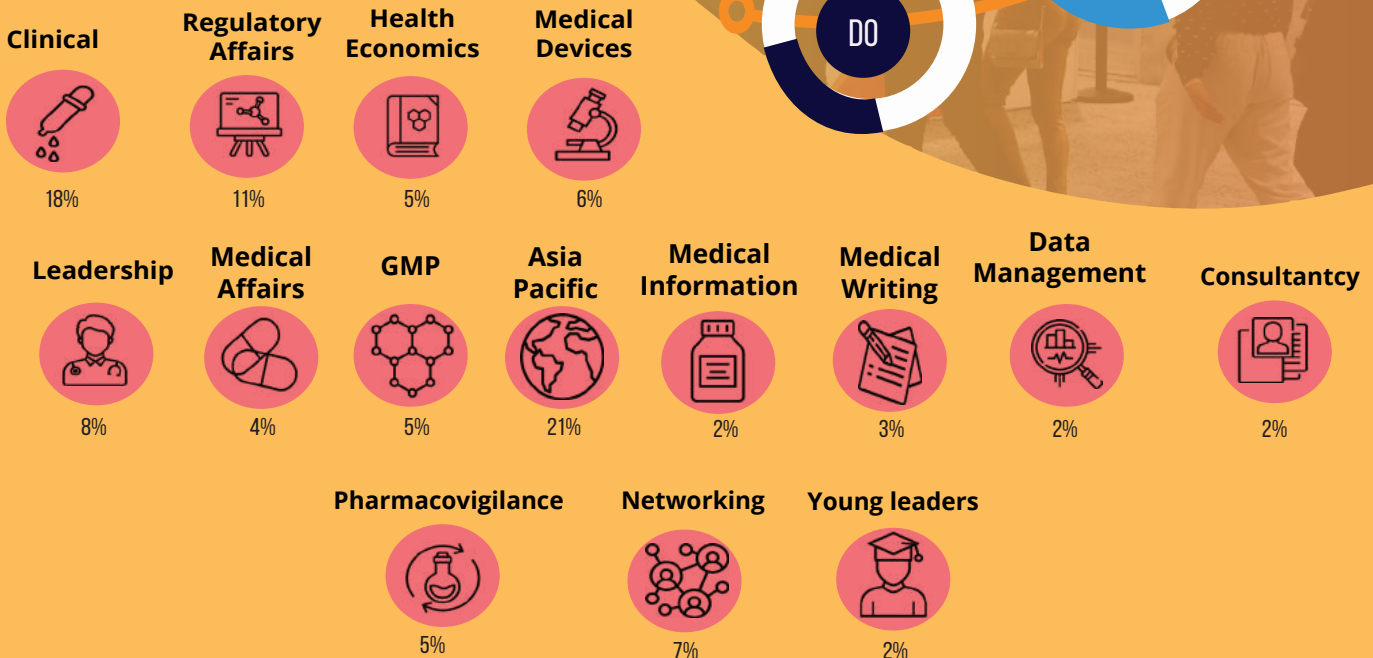 DO
Clinical
Regulatory
Affairs
Health
Economics
Medical
Devices
18%
11%
5%
6%
Leadership
Medical
Affairs
GMP
Asia
Pacific
Medical
Information
Medical
Writing
Data
Management
Consultantcy
8%
4%
5%
21%
2%
3%
2%
2%
Pharmacovigilance
Networking
Young leaders
5%
7%
2%